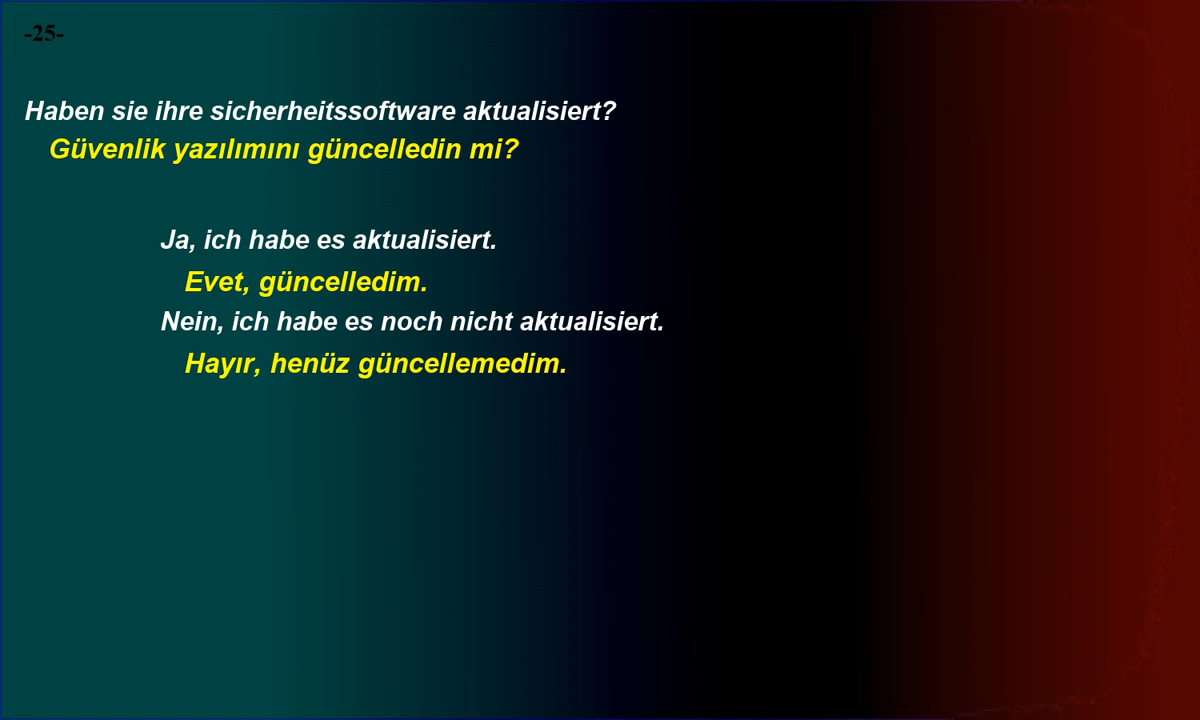 -25-
Haben sie ihre sicherheitssoftware aktualisiert?
Güvenlik yazılımını güncelledin mi?
Ja, ich habe es aktualisiert.
Evet, güncelledim.
Nein, ich habe es noch nicht aktualisiert.
Hayır, henüz güncellemedim.